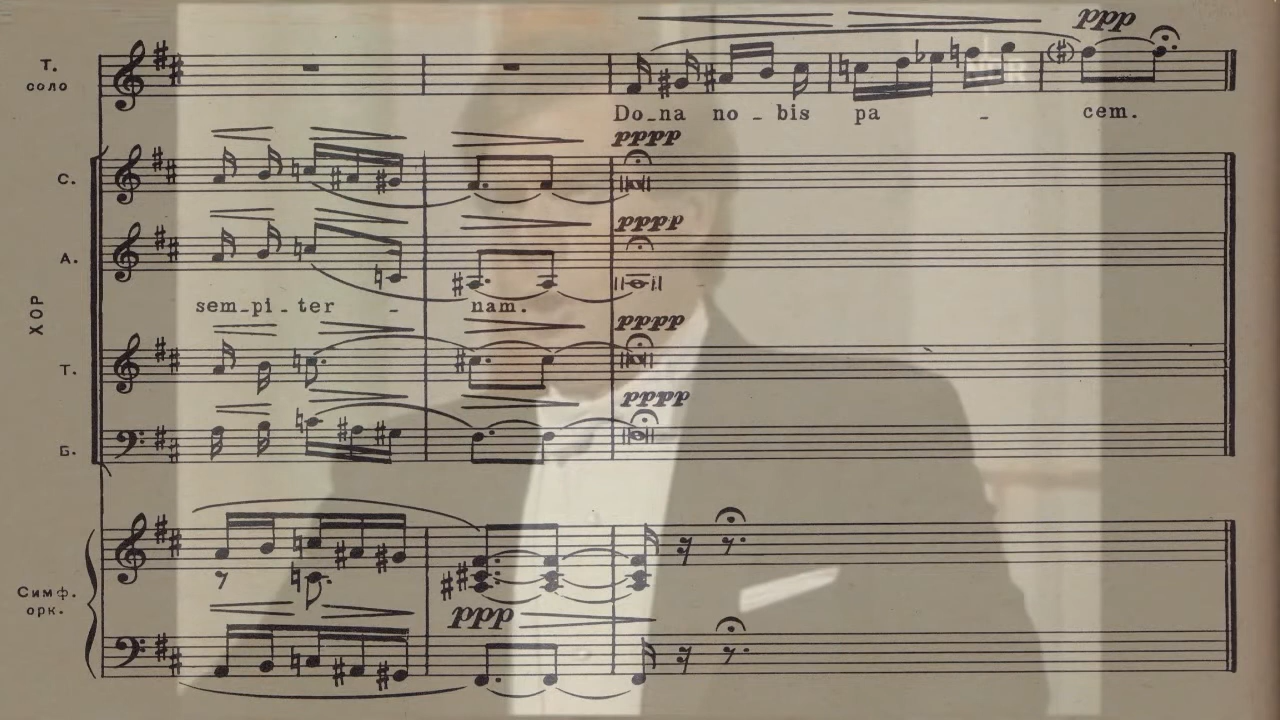 ppp
Т.
соло
Do_na no_bis pa - cem.
pppp
С.
pppp
А.
sem_pi_ter - nam.
pppp
ХОР
Т.
pppp
Б.
Симф.
орк.
ppp